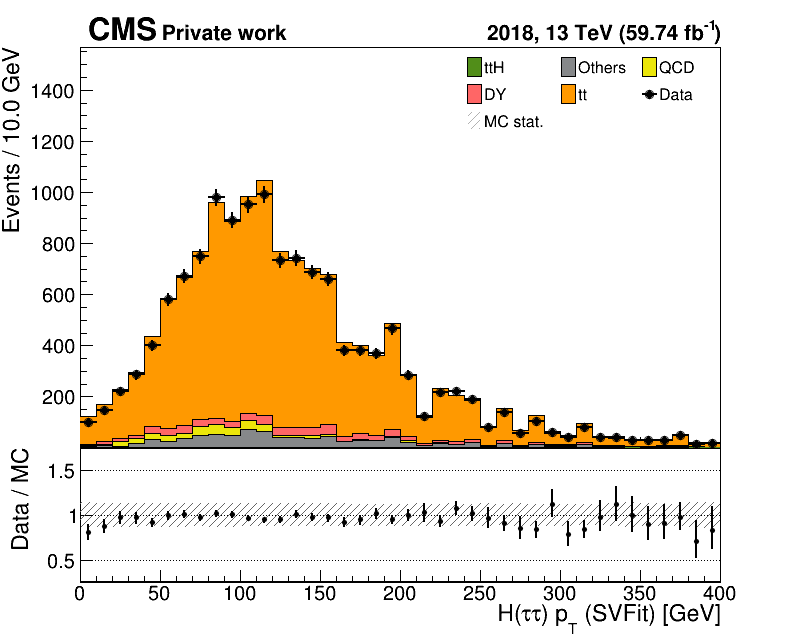 CMS Private work 2018, 13 TeV (59.74 fb⁻¹)
ttH Others QCD
DY tt Data
MC stat.
Events / 10.0 GeV
1400
1200
1000
800
600
400
200
Data / MC
1.5
1
0.5
0 50 100 150 200 250 300 350 400
H(ττ) p_T (SVFit) [GeV]